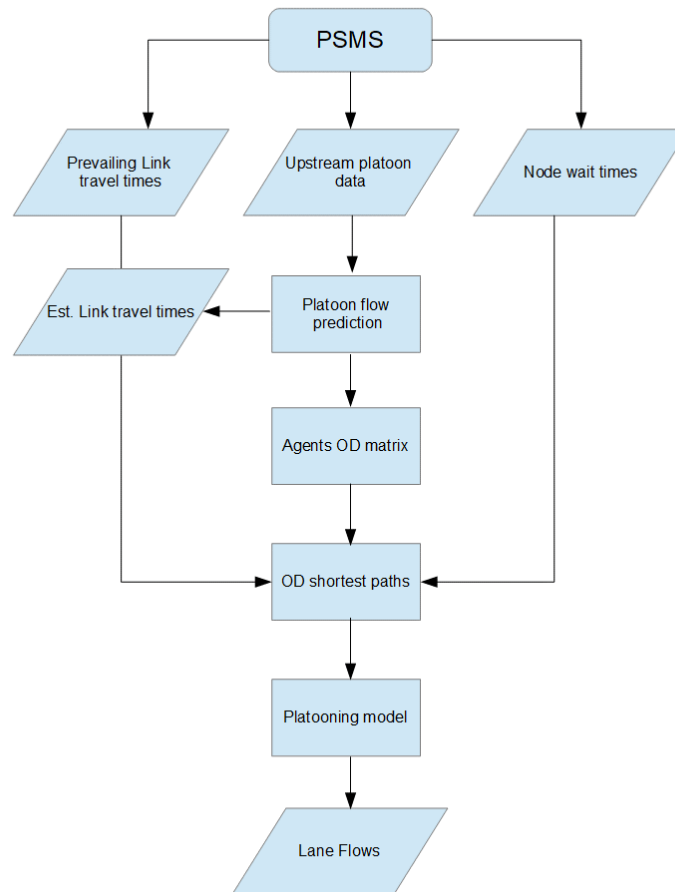 PSMS
Prevailing Link
travel times
Upstream platoon
data
Node wait times
Est. Link travel times
Platoon flow
prediction
Agents OD matrix
OD shortest paths
Platooning model
Lane Flows